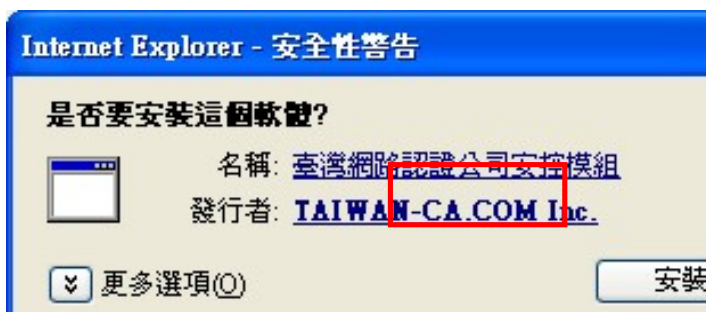 Internet Explorer - 安全性警告
是否要安裝這個軟體?
名稱: 臺灣網路認證公司安控模組
發行者: TAIWAN-CA.COM Inc.
更多選項(O)
安裝